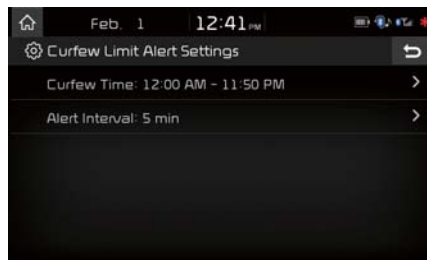 Feb. 1 12:41 PM
Curfew Limit Alert Settings
Curfew Time: 12:00 AM ~ 11:50 PM
Alert Interval: 5 min